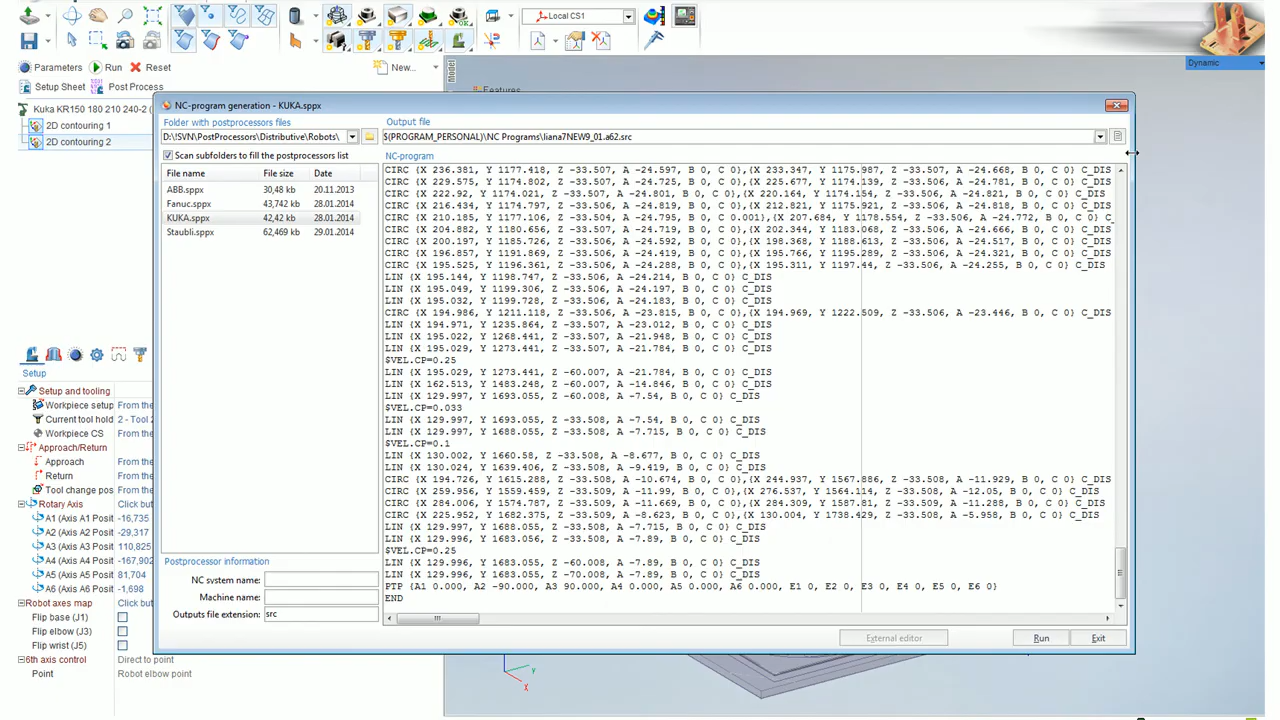 Local CS1
Dynamic
Parameters
Run
Reset
New...
Setup Sheet
Post Process
Features
Model
Kuka KR150 180 210 240-2 (
2D contouring 1
2D contouring 2
NC-program generation - KUKA.sppx
Folder with postprocessors files
D:\!SVN\PostProcessors\Distributive\Robots\
Scan subfolders to fill the postprocessors list
File name File size Date
ABB.sppx 30,48 kb 20.11.2013
Fanuc.sppx 43,742 kb 28.01.2014
KUKA.sppx 42,42 kb 28.01.2014
Staubli.sppx 62,469 kb 29.01.2014
Output file
$(PROGRAM_PERSONAL)\NC Programs\liana7NEW9_01.a62.src
NC-program
CIRC {X 236.381, Y 1177.418, Z -33.507, A -24.597, B 0, C 0},{X 233.347, Y 1175.987, Z -33.507, A -24.668, B 0, C 0} C_DIS
CIRC {X 229.575, Y 1174.802, Z -33.507, A -24.725, B 0, C 0},{X 225.677, Y 1174.139, Z -33.506, A -24.781, B 0, C 0} C_DIS
CIRC {X 222.92, Y 1174.021, Z -33.507, A -24.801, B 0, C 0},{X 220.164, Y 1174.154, Z -33.506, A -24.821, B 0, C 0} C_DIS
CIRC {X 216.434, Y 1174.797, Z -33.506, A -24.819, B 0, C 0},{X 212.821, Y 1175.921, Z -33.506, A -24.818, B 0, C 0} C_DIS
CIRC {X 210.185, Y 1177.106, Z -33.504, A -24.795, B 0, C 0.001},{X 207.684, Y 1178.554, Z -33.506, A -24.772, B 0, C 0} C_
CIRC {X 204.882, Y 1180.656, Z -33.507, A -24.719, B 0, C 0},{X 202.344, Y 1183.068, Z -33.506, A -24.666, B 0, C 0} C_DIS
CIRC {X 200.197, Y 1185.726, Z -33.506, A -24.592, B 0, C 0},{X 198.368, Y 1188.613, Z -33.506, A -24.517, B 0, C 0} C_DIS
CIRC {X 196.857, Y 1191.869, Z -33.506, A -24.419, B 0, C 0},{X 195.766, Y 1195.289, Z -33.506, A -24.321, B 0, C 0} C_DIS
CIRC {X 195.525, Y 1196.361, Z -33.506, A -24.288, B 0, C 0},{X 195.311, Y 1197.44, Z -33.506, A -24.255, B 0, C 0} C_DIS
LIN {X 195.144, Y 1198.747, Z -33.506, A -24.214, B 0, C 0} C_DIS
LIN {X 195.049, Y 1199.306, Z -33.506, A -24.197, B 0, C 0} C_DIS
LIN {X 195.032, Y 1199.728, Z -33.506, A -24.183, B 0, C 0} C_DIS
CIRC {X 194.986, Y 1211.118, Z -33.506, A -23.815, B 0, C 0},{X 194.969, Y 1222.509, Z -33.506, A -23.446, B 0, C 0} C_DIS
LIN {X 194.971, Y 1235.864, Z -33.507, A -23.012, B 0, C 0} C_DIS
LIN {X 195.022, Y 1268.441, Z -33.507, A -21.948, B 0, C 0} C_DIS
LIN {X 195.029, Y 1273.441, Z -33.507, A -21.784, B 0, C 0} C_DIS
$VEL.CP=0.25
LIN {X 195.029, Y 1273.441, Z -60.007, A -21.784, B 0, C 0} C_DIS
LIN {X 162.513, Y 1483.248, Z -60.007, A -14.846, B 0, C 0} C_DIS
LIN {X 129.997, Y 1693.055, Z -60.008, A -7.54, B 0, C 0} C_DIS
$VEL.CP=0.033
LIN {X 129.997, Y 1693.055, Z -33.508, A -7.54, B 0, C 0} C_DIS
LIN {X 129.997, Y 1688.055, Z -33.508, A -7.715, B 0, C 0} C_DIS
$VEL.CP=0.1
LIN {X 130.002, Y 1660.58, Z -33.508, A -8.677, B 0, C 0} C_DIS
LIN {X 130.024, Y 1639.406, Z -33.508, A -9.419, B 0, C 0} C_DIS
CIRC {X 194.726, Y 1615.288, Z -33.508, A -10.674, B 0, C 0},{X 244.937, Y 1567.886, Z -33.508, A -11.929, B 0, C 0} C_DIS
CIRC {X 259.956, Y 1559.459, Z -33.509, A -11.99, B 0, C 0},{X 276.537, Y 1564.114, Z -33.509, A -12.05, B 0, C 0} C_DIS
CIRC {X 284.006, Y 1574.787, Z -33.509, A -11.669, B 0, C 0},{X 284.309, Y 1587.81, Z -33.509, A -11.288, B 0, C 0} C_DIS
CIRC {X 225.952, Y 1682.375, Z -33.509, A -8.623, B 0, C 0},{X 130.004, Y 1738.429, Z -33.508, A -5.958, B 0, C 0} C_DIS
LIN {X 129.997, Y 1688.055, Z -33.508, A -7.715, B 0, C 0} C_DIS
LIN {X 129.996, Y 1683.056, Z -33.508, A -7.89, B 0, C 0} C_DIS
$VEL.CP=0.25
LIN {X 129.996, Y 1683.055, Z -60.008, A -7.89, B 0, C 0} C_DIS
LIN {X 129.996, Y 1683.055, Z -70.008, A -7.89, B 0, C 0} C_DIS
PTP {A1 0.000, A2 -90.000, A3 90.000, A4 0.000, A5 0.000, A6 0.000, E1 0, E2 0, E3 0, E4 0, E5 0, E6 0}
END
Postprocessor information
NC system name:
Machine name:
Outputs file extension: src
External editor
Run
Exit
Setup
Setup and tooling
Workpiece setup From the
Current tool hold 2 - Tool 2
Workpiece CS From the
Approach/Return
Approach From the
Return From the
Tool change pos From the
Rotary Axis
A1 (Axis A1 Posit -16,735
A2 (Axis A2 Posit -29,317
A3 (Axis A3 Posit 110,825
A4 (Axis A4 Posit -167,902
A5 (Axis A5 Posit 81,704
A6 (Axis A6 Posit -1,698
Robot axes map Click but
Flip base (J1)
Flip elbow (J3)
Flip wrist (J5)
6th axis control Direct to point
Point Robot elbow point
Y
X